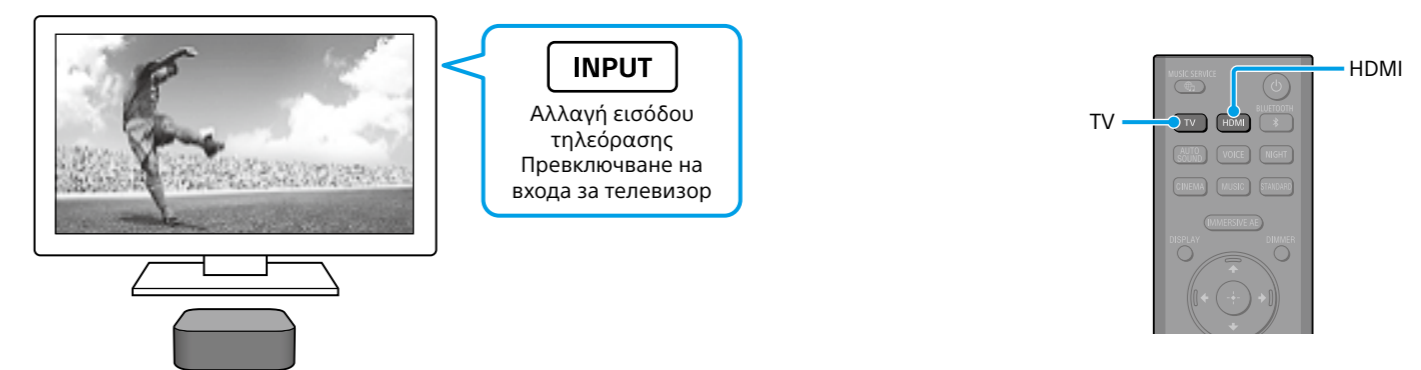 INPUT
Αλλαγή εισόδου
τηλεόρασης
Превключване на
входа за телевизор
HDMI
TV
MUSIC SERVICE
BLUETOOTH
TV
HDMI
AUTO
SOUND
VOICE
NIGHT
CINEMA
MUSIC
STANDARD
IMMERSIVE AE
DISPLAY
DIMMER